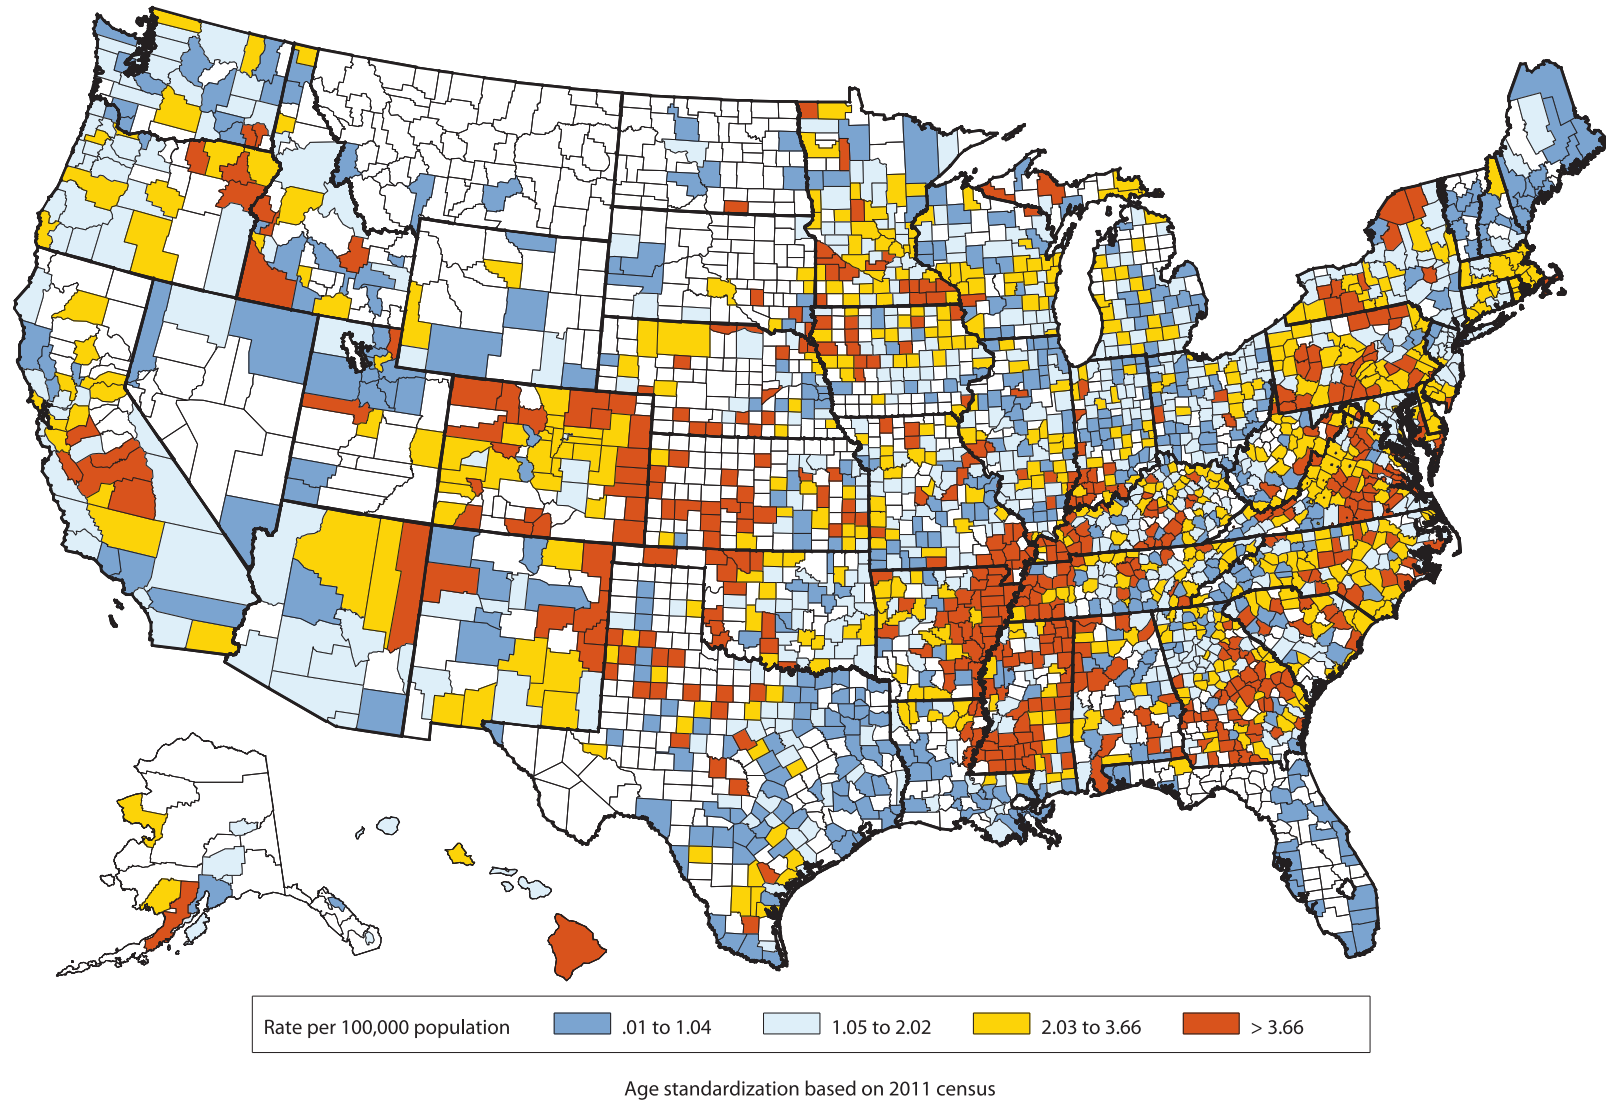 Rate per 100,000 population .01 to 1.04 1.05 to 2.02 2.03 to 3.66 > 3.66
Age standardization based on 2011 census